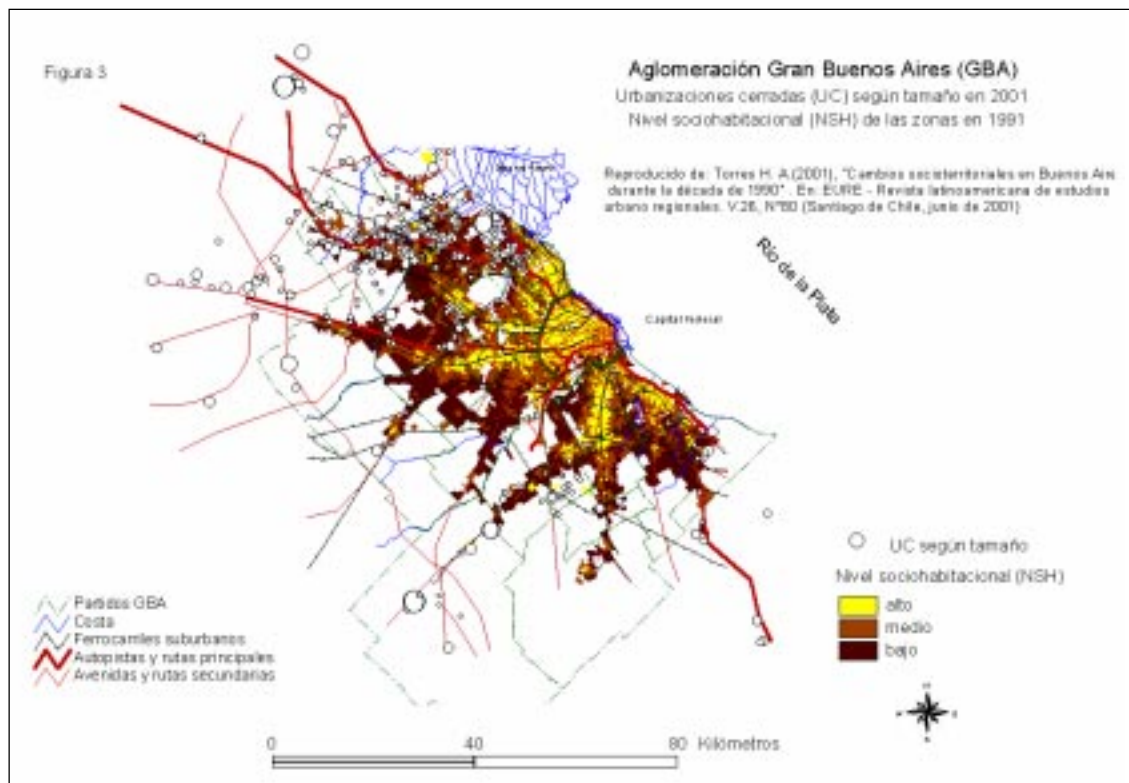 Figura 3
Aglomeración Gran Buenos Aires (GBA)
Urbanizaciones cerradas (UC) según tamaño en 2001
Nivel sociohabitacional (NSH) de las zonas en 1991
Reproducido de: Torres H. A.(2001), "Cambios socioterritoriales en Buenos Aire
durante la década de 1990". En: EURE - Revista latinoamericana de estudios
urbano regionales. V.26, Nº80 (Santiago de Chile, junio de 2001)
Río de la Plata
Capital Federal
UC según tamaño
Nivel sociohabitacional (NSH)
alto
medio
bajo
Partidos GBA
Costa
Ferrocarriles suburbanos
Autopistas y rutas principales
Avenidas y rutas secundarias
0 40 80 Kilómetros